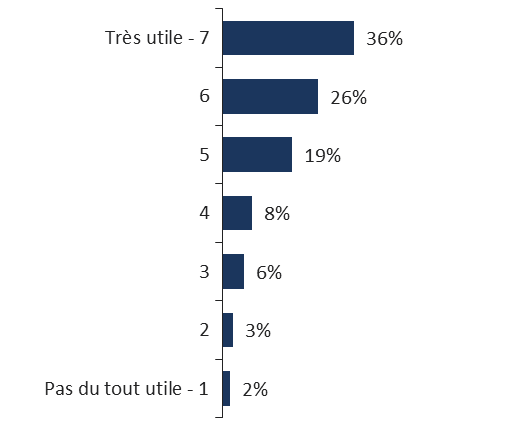 Très utile - 7 36%
6 26%
5 19%
4 8%
3 6%
2 3%
Pas du tout utile - 1 2%